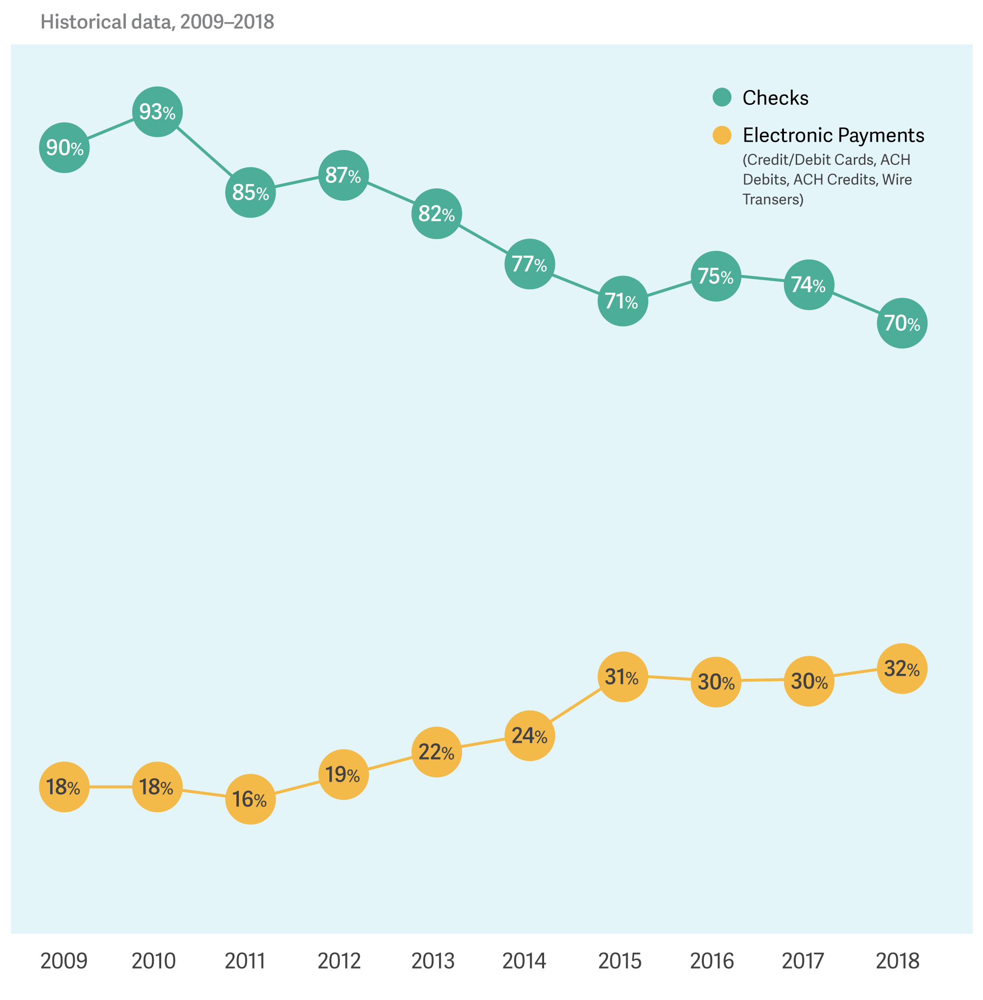 Historical data, 2009–2018
Checks
Electronic Payments
(Credit/Debit Cards, ACH
Debits, ACH Credits, Wire
Transers)
90%
93%
85%
87%
82%
77%
71%
75%
74%
70%
18%
18%
16%
19%
22%
24%
31%
30%
30%
32%
2009 2010 2011 2012 2013 2014 2015 2016 2017 2018